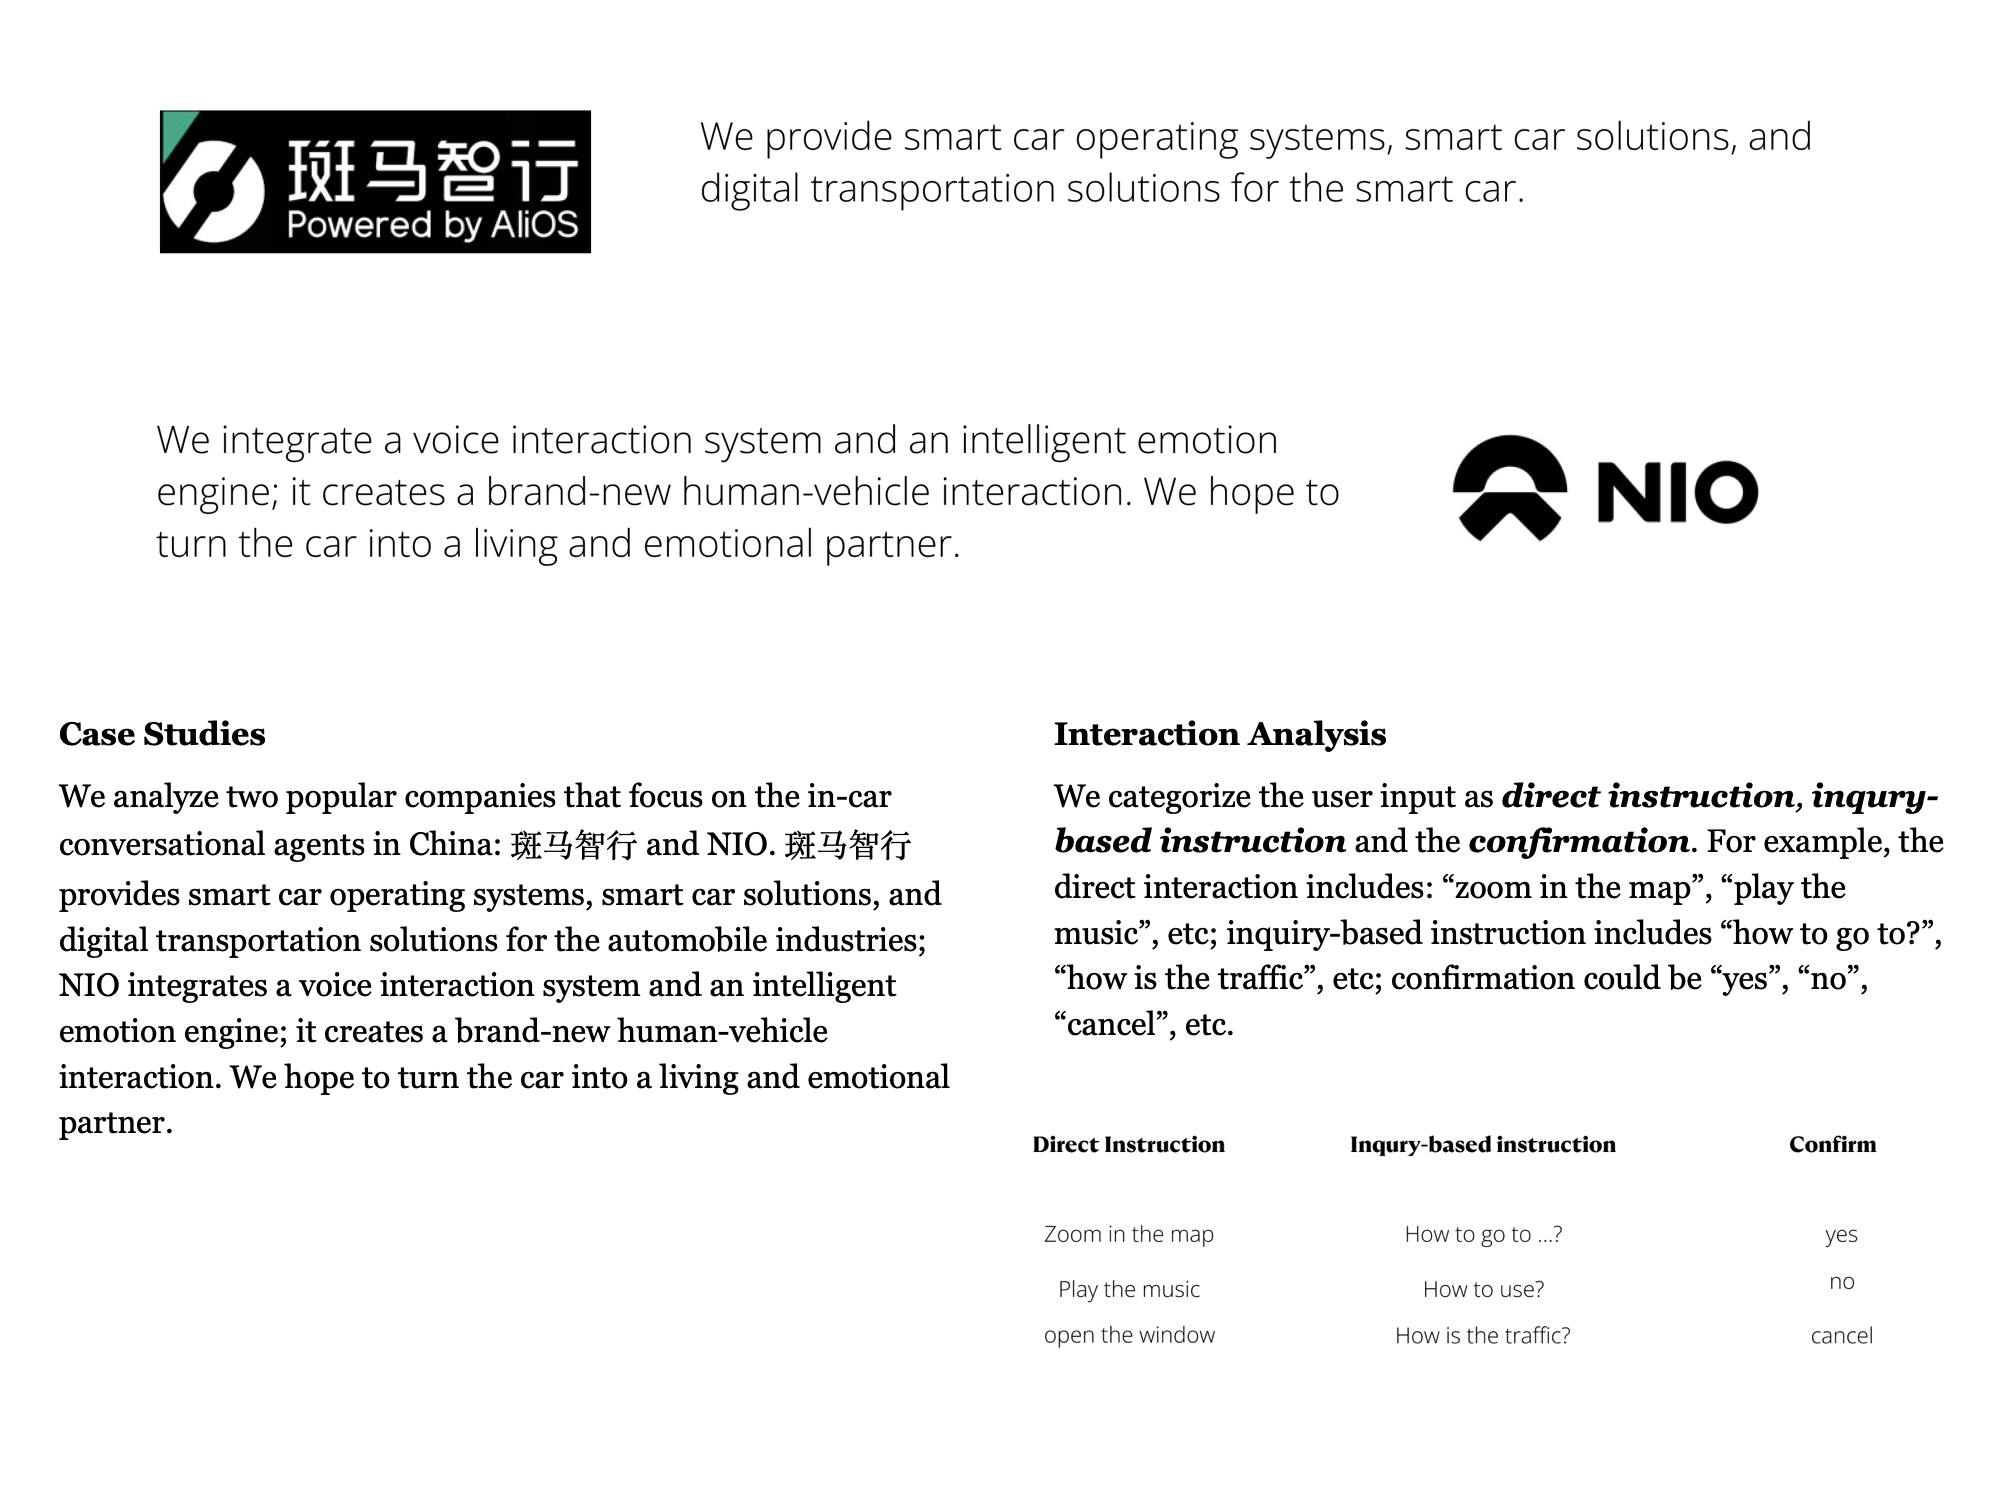 斑马智行
Powered by AliOS
We provide smart car operating systems, smart car solutions, and
digital transportation solutions for the smart car.
We integrate a voice interaction system and an intelligent emotion
engine; it creates a brand-new human-vehicle interaction. We hope to
turn the car into a living and emotional partner.
NIO
Case Studies
We analyze two popular companies that focus on the in-car
conversational agents in China: 斑马智行 and NIO. 斑马智行
provides smart car operating systems, smart car solutions, and
digital transportation solutions for the automobile industries;
NIO integrates a voice interaction system and an intelligent
emotion engine; it creates a brand-new human-vehicle
interaction. We hope to turn the car into a living and emotional
partner.
Interaction Analysis
We categorize the user input as direct instruction, inqury-
based instruction and the confirmation. For example, the
direct interaction includes: “zoom in the map”, “play the
music”, etc; inquiry-based instruction includes “how to go to?”,
“how is the traffic”, etc; confirmation could be “yes”, “no”,
“cancel”, etc.
Direct Instruction Inqury-based instruction Confirm
Zoom in the map How to go to ...? yes
Play the music How to use? no
open the window How is the traffic? cancel